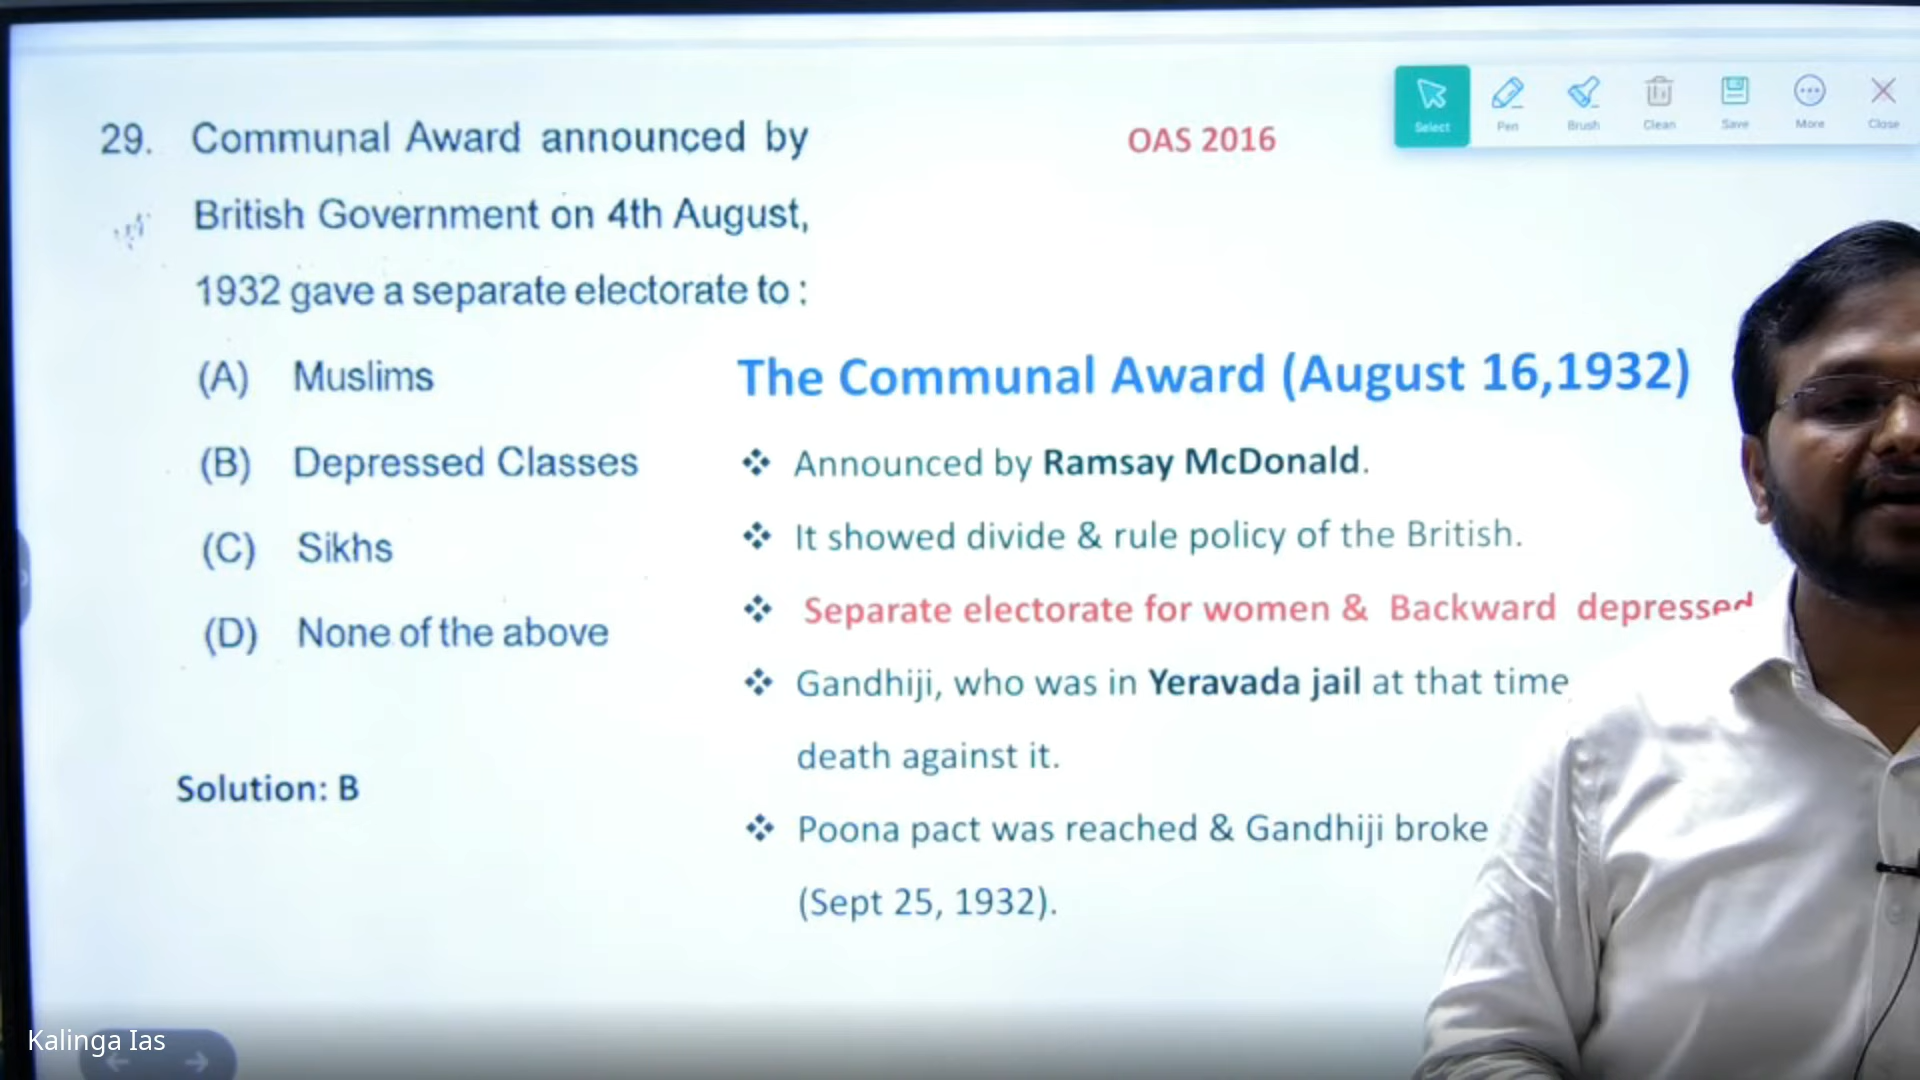 29. Communal Award announced by
British Government on 4th August,
1932 gave a separate electorate to :
(A) Muslims
(B) Depressed Classes
(C) Sikhs
(D) None of the above
Solution: B
OAS 2016
Select Pen Brush Clean Save More Close
The Communal Award (August 16,1932)
❖ Announced by Ramsay McDonald.
❖ It showed divide & rule policy of the British.
❖ Separate electorate for women & Backward depressed
❖ Gandhiji, who was in Yeravada jail at that time
death against it.
❖ Poona pact was reached & Gandhiji broke
(Sept 25, 1932).
Kalinga Ias